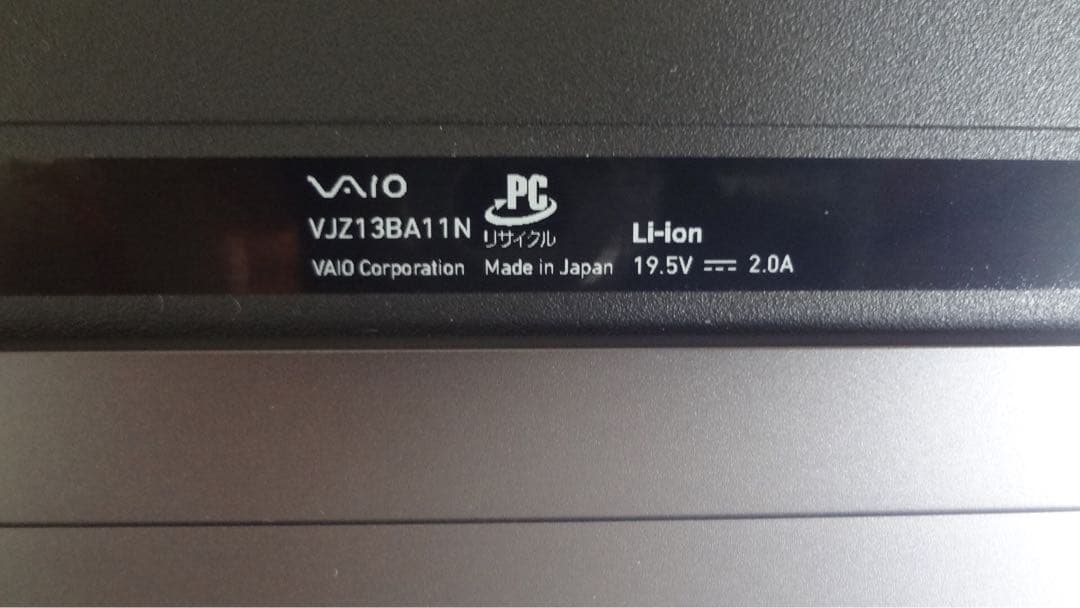 VAIO
VJZ13BA11N
VAIO Corporation
PC
リサイクル
Made in Japan
Li-ion
19.5V ⎓ 2.0A